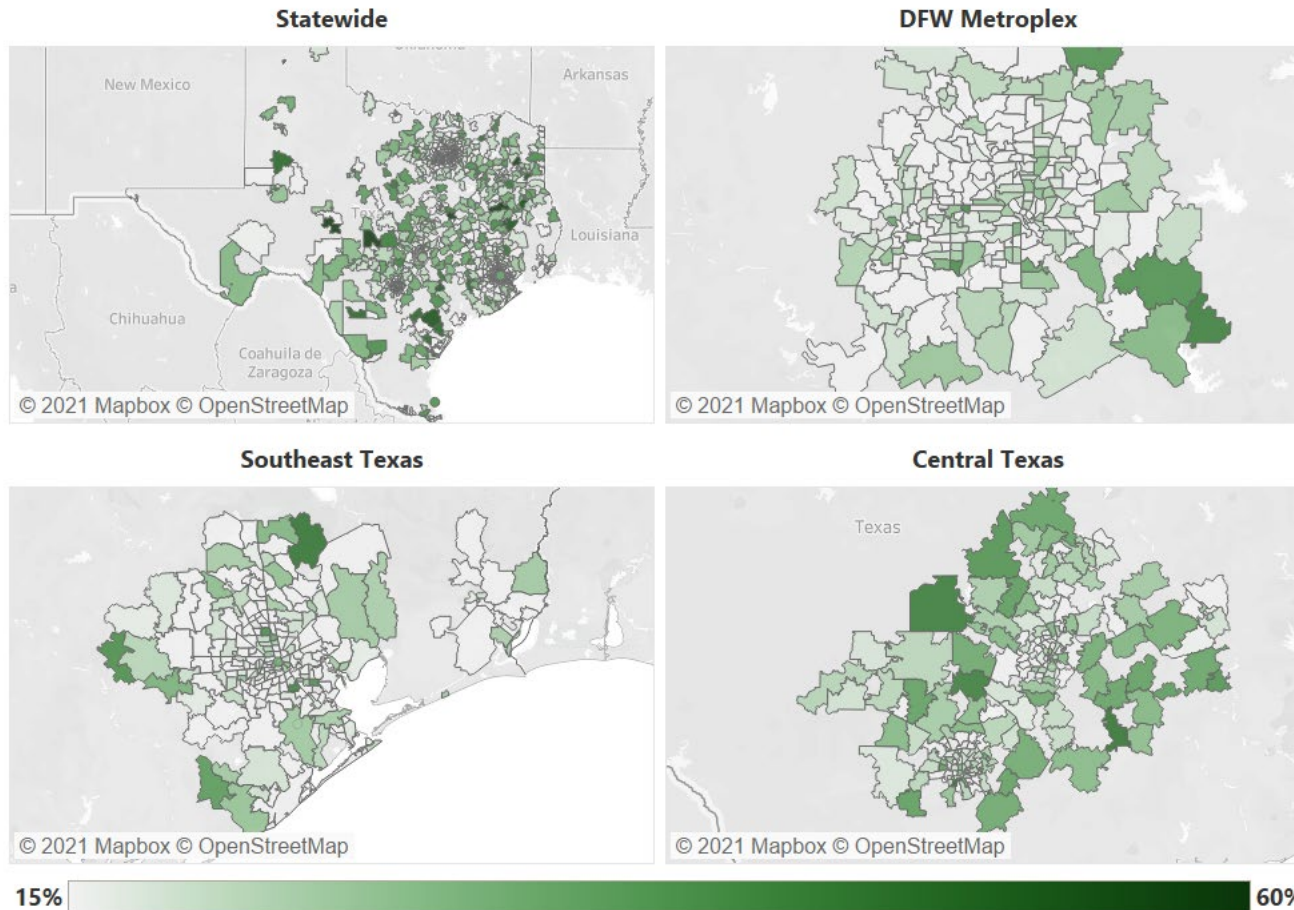 Statewide
DFW Metroplex
New Mexico
Oklahoma
Arkansas
Louisiana
Chihuahua
Coahuila de
Zaragoza
© 2021 Mapbox © OpenStreetMap
© 2021 Mapbox © OpenStreetMap
Southeast Texas
Central Texas
Texas
© 2021 Mapbox © OpenStreetMap
© 2021 Mapbox © OpenStreetMap
15%
60%